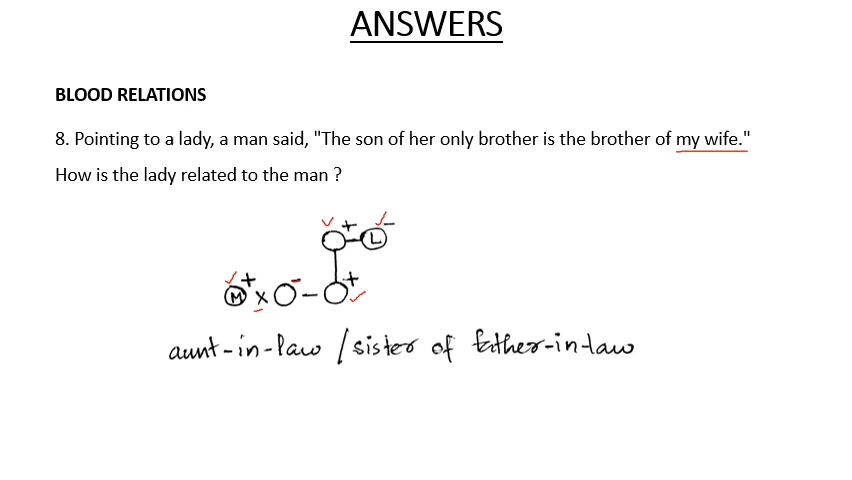 ANSWERS
BLOOD RELATIONS
8. Pointing to a lady, a man said, "The son of her only brother is the brother of my wife."
How is the lady related to the man ?
+ -
L
+ - +
M x -
aunt-in-law / sister of father-in-law